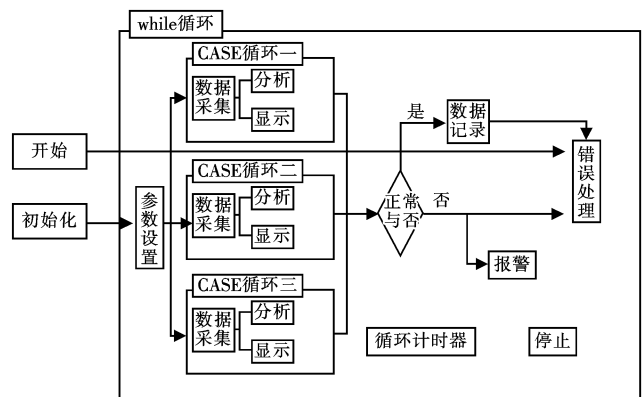 while循环
CASE循环一
数据
采集
分析
显示
开始
初始化
参数设置
CASE循环二
数据
采集
分析
显示
CASE循环三
数据
采集
分析
显示
正常
与否
是
否
数据
记录
错误处理
报警
循环计时器
停止